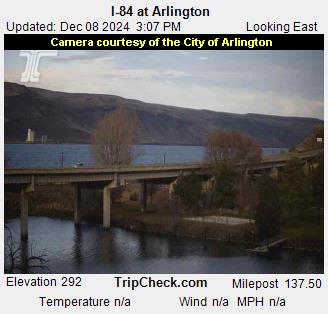 I-84 at Arlington
Updated: Dec 08 2024 3:07 PM Looking East
Camera courtesy of the City of Arlington
Elevation 292 TripCheck.com Milepost 137.50
Temperature n/a Wind n/a MPH n/a